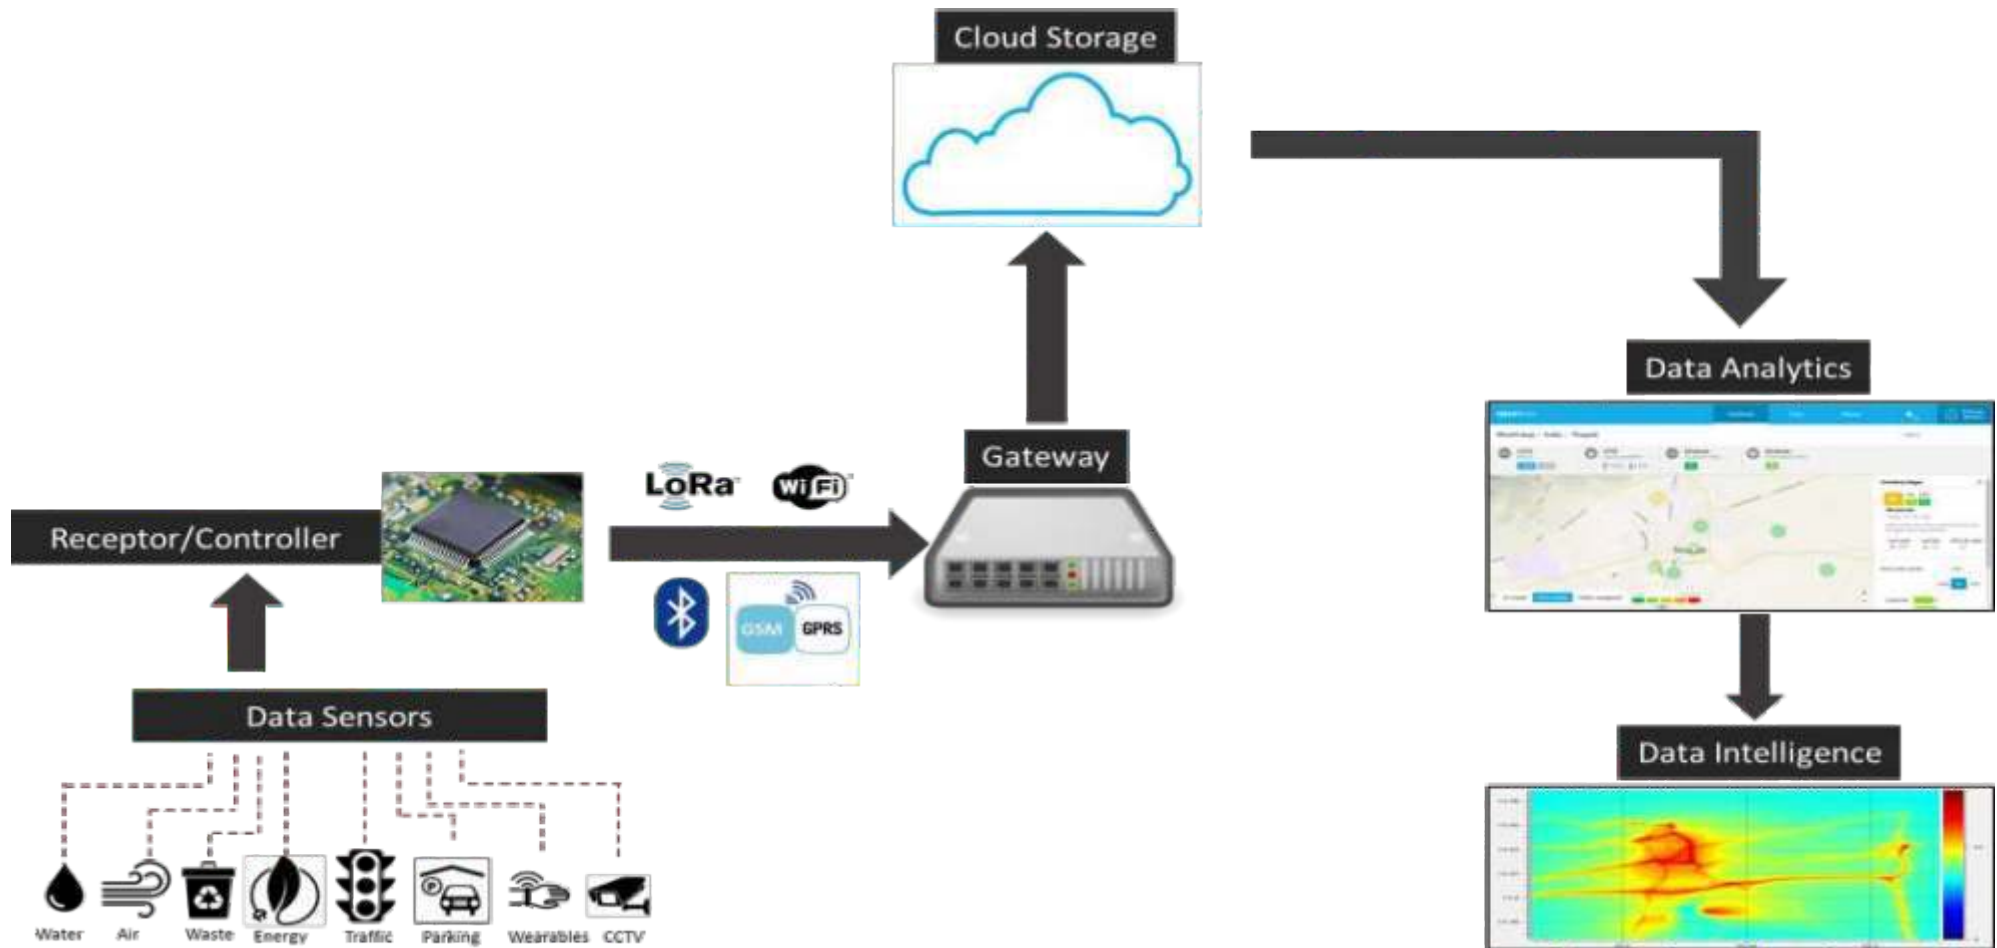 Cloud Storage
Data Analytics
Gateway
LoRa
WiFi
Receptor/Controller
GSM
GPRS
Data Sensors
Data Intelligence
P
Water
Air
Waste
Energy
Traffic
Parking
Wearables
CCTV